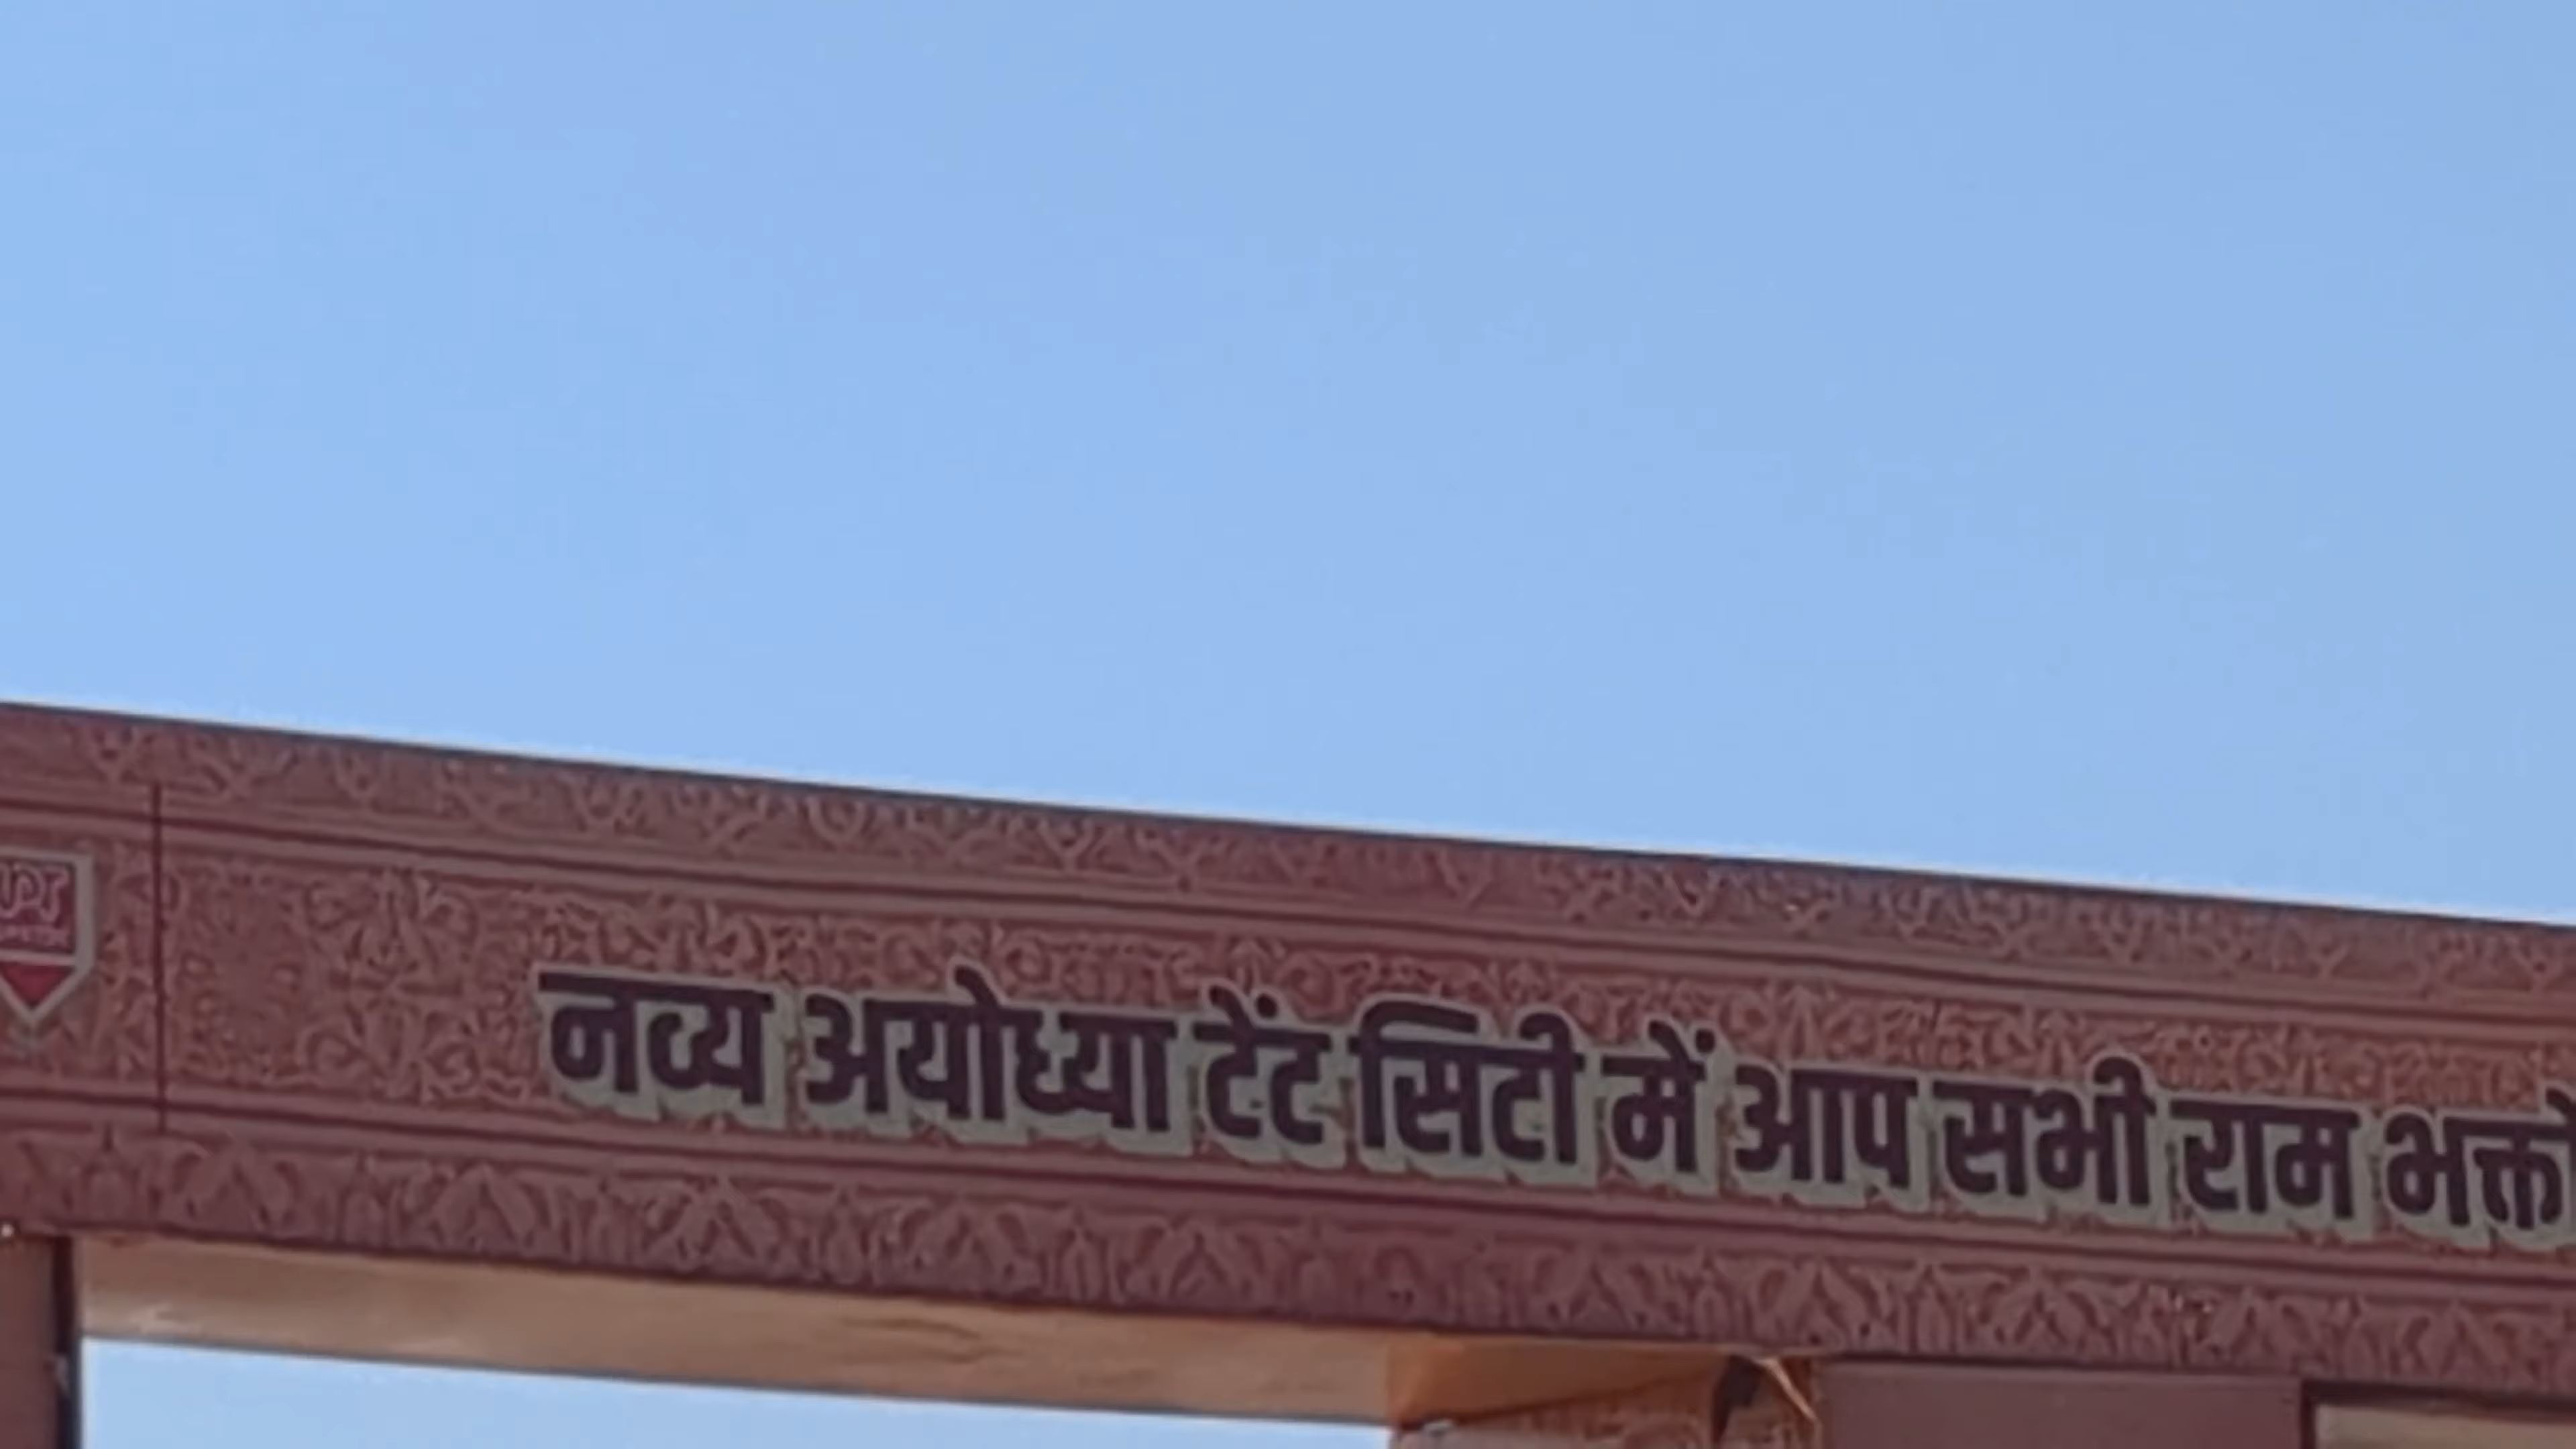 नव्य अयोध्या टेंट सिटी में आप सभी राम